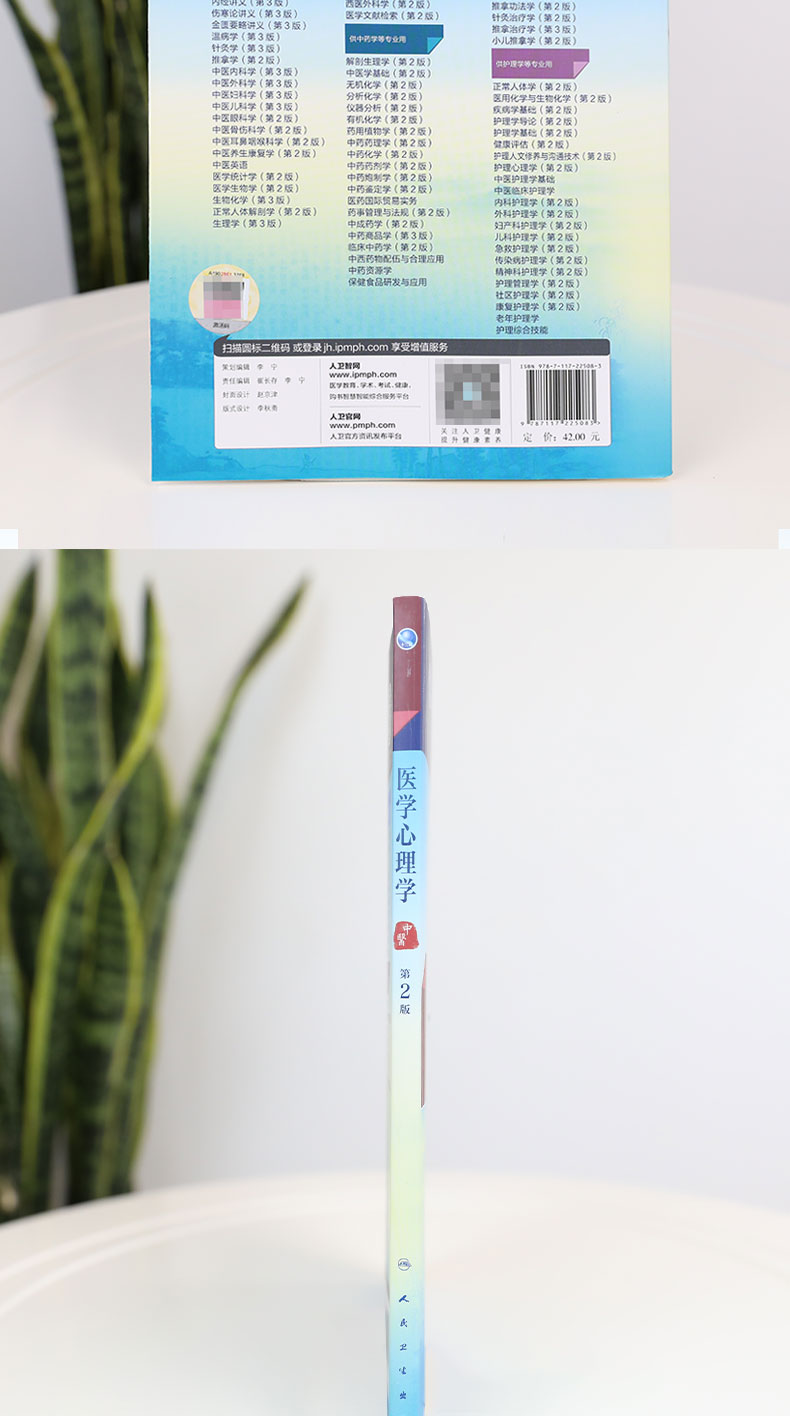 内经讲义（第3版）
伤寒论讲义（第3版）
金匮要略讲义（第3版）
温病学（第3版）
针灸学（第3版）
推拿学（第2版）
中医内科学（第3版）
中医外科学（第3版）
中医妇科学（第3版）
中医儿科学（第3版）
中医眼科学（第2版）
中医骨伤科学（第2版）
中医耳鼻咽喉科学（第2版）
中医养生康复学（第2版）
中医英语
医学统计学（第2版）
医学生物学（第2版）
生物化学（第3版）
正常人体解剖学（第2版）
生理学（第3版）
西医外科学（第2版）
医学文献检索（第2版）
供中药学等专业用
解剖生理学（第2版）
中医学基础（第2版）
无机化学（第2版）
分析化学（第2版）
仪器分析（第2版）
有机化学（第2版）
药用植物学（第2版）
中药药理学（第2版）
中药化学（第2版）
中药药剂学（第2版）
中药炮制学（第2版）
中药鉴定学（第2版）
医药国际贸易实务
药事管理与法规（第2版）
中成药学（第2版）
中药商品学（第3版）
临床中药学（第2版）
中西药物配伍与合理应用
中药资源学
保健食品研发与应用
推拿功法学（第2版）
针灸治疗学（第2版）
推拿治疗学（第3版）
小儿推拿学（第2版）
供护理学等专业用
正常人体学（第2版）
医用化学与生物化学（第2版）
疾病学基础（第2版）
护理学导论（第2版）
护理学基础（第2版）
健康评估（第2版）
护理人文修养与沟通技术（第2版）
护理心理学（第2版）
中医护理学基础
中医临床护理学
内科护理学（第2版）
外科护理学（第2版）
妇产科护理学（第2版）
儿科护理学（第2版）
急救护理学（第2版）
传染病护理学（第2版）
精神科护理学（第2版）
护理管理学（第2版）
社区护理学（第2版）
康复护理学（第2版）
老年护理学
护理综合技能
扫描圆标二维码 或登录jh.ipmph.com 享受增值服务
策划编辑 李 宁
责任编辑 崔长存 李 宁
封面设计 赵京津
版式设计 李秋斋
人卫智网
www.ipmph.com
医学教育、学术、考试、健康，
购书智慧智能综合服务平台
人卫官网
www.pmph.com
人卫官方资讯发布平台
关注人卫健康
提升健康素养
ISBN 978-7-117-22508-3
9 787117 225083>
定 价：42.00 元
医学心理学
中醫
第2版
人民卫生出